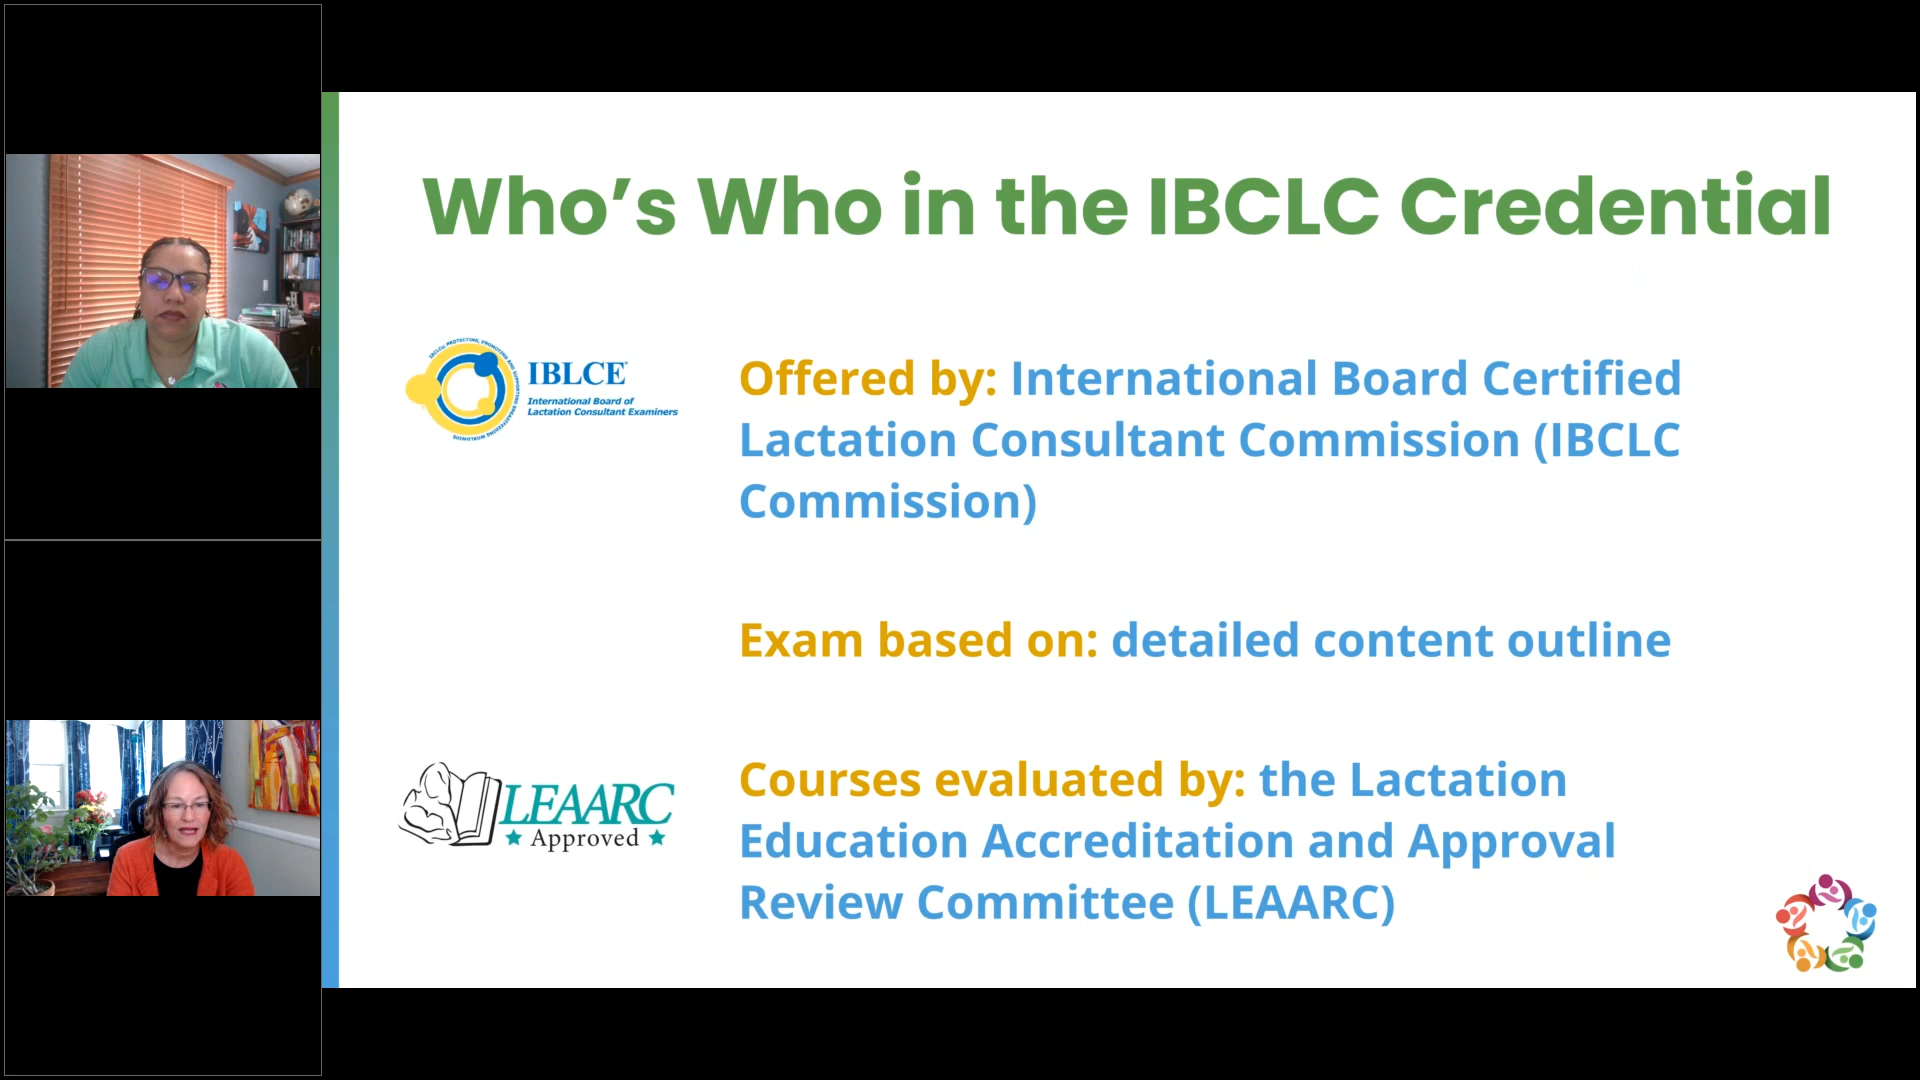 Who’s Who in the IBCLC Credential
IBLCE
International Board of
Lactation Consultant Examiners
Offered by: International Board Certified
Lactation Consultant Commission (IBCLC
Commission)
Exam based on: detailed content outline
LEAARC
Approved
Courses evaluated by: the Lactation
Education Accreditation and Approval
Review Committee (LEAARC)